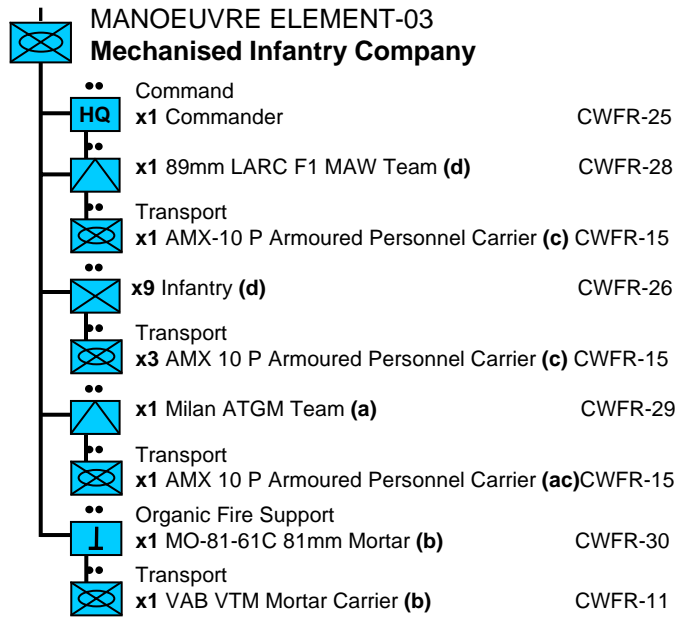 MANOEUVRE ELEMENT-03
Mechanised Infantry Company
Command
HQ x1 Commander CWFR-25
x1 89mm LARC F1 MAW Team (d) CWFR-28
Transport
x1 AMX-10 P Armoured Personnel Carrier (c) CWFR-15
x9 Infantry (d) CWFR-26
Transport
x3 AMX 10 P Armoured Personnel Carrier (c) CWFR-15
x1 Milan ATGM Team (a) CWFR-29
Transport
x1 AMX 10 P Armoured Personnel Carrier (ac)CWFR-15
Organic Fire Support
x1 MO-81-61C 81mm Mortar (b) CWFR-30
Transport
x1 VAB VTM Mortar Carrier (b) CWFR-11